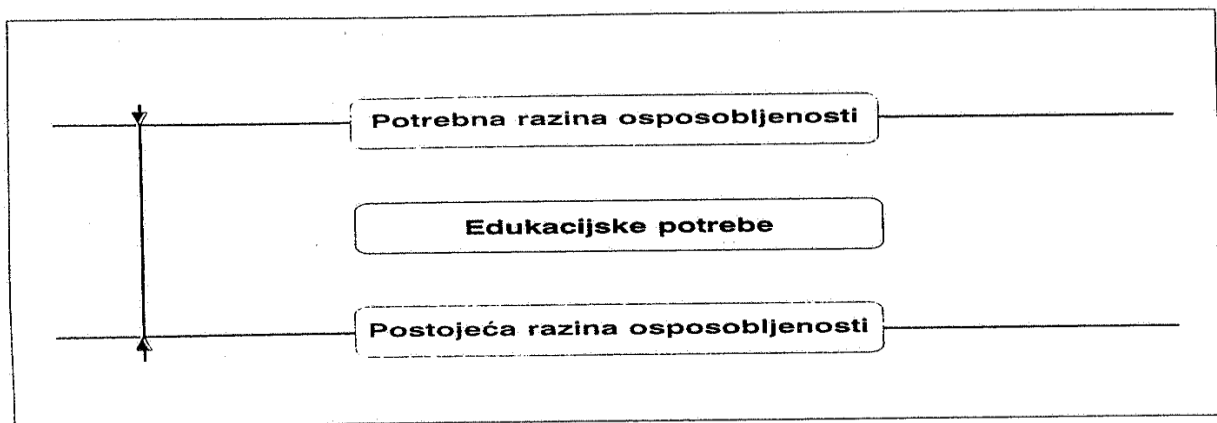 Potrebna razina osposobljenosti
Edukacijske potrebe
Postojeća razina osposobljenosti